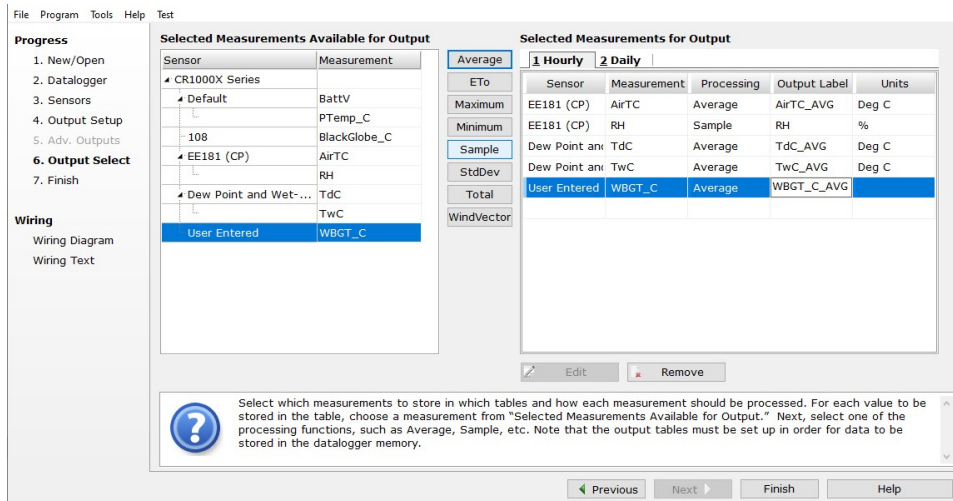 File Program Tools Help Test
Progress
1. New/Open
2. Datalogger
3. Sensors
4. Output Setup
5. Adv. Outputs
6. Output Select
7. Finish
Wiring
Wiring Diagram
Wiring Text
Selected Measurements Available for Output
Sensor Measurement
CR1000X Series
Default BattV
PTemp_C
108 BlackGlobe_C
EE181 (CP) AirTC
RH
Dew Point and Wet-... TdC
TwC
User Entered WBGT_C
Average
ETo
Maximum
Minimum
Sample
StdDev
Total
WindVector
Selected Measurements for Output
1 Hourly 2 Daily
Sensor Measurement Processing Output Label Units
EE181 (CP) AirTC Average AirTC_AVG Deg C
EE181 (CP) RH Sample RH %
Dew Point and TdC Average TdC_AVG Deg C
Dew Point and TwC Average TwC_AVG Deg C
User Entered WBGT_C Average WBGT_C_AVG
Edit Remove
Select which measurements to store in which tables and how each measurement should be processed. For each value to be
stored in the table, choose a measurement from “Selected Measurements Available for Output.” Next, select one of the
processing functions, such as Average, Sample, etc. Note that the output tables must be set up in order for data to be
stored in the datalogger memory.
Previous Next Finish Help